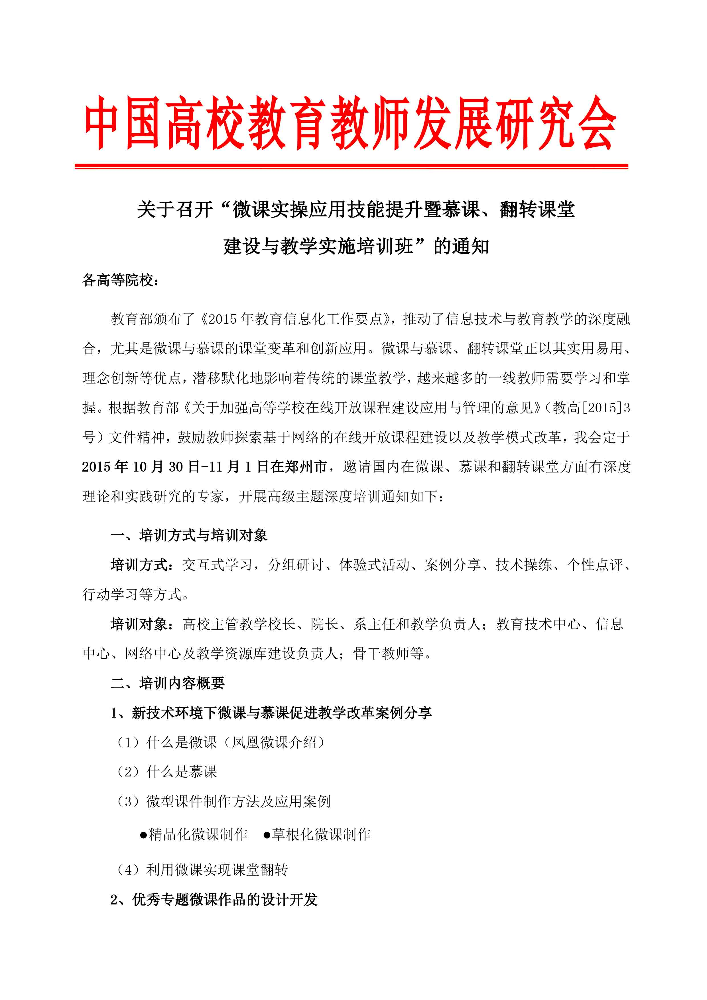 中国高校教育教师发展研究会
关于召开“微课实操应用技能提升暨慕课、翻转课堂
建设与教学实施培训班”的通知
各高等院校：
教育部颁布了《2015年教育信息化工作要点》，推动了信息技术与教育教学的深度融
合，尤其是微课与慕课的课堂变革和创新应用。微课与慕课、翻转课堂正以其实用易用、
理念创新等优点，潜移默化地影响着传统的课堂教学，越来越多的一线教师需要学习和掌
握。根据教育部《关于加强高等学校在线开放课程建设应用与管理的意见》（教高[2015]3
号）文件精神，鼓励教师探索基于网络的在线开放课程建设以及教学模式改革，我会定于
2015年10月30日-11月1日在郑州市，邀请国内在微课、慕课和翻转课堂方面有深度
理论和实践研究的专家，开展高级主题深度培训通知如下：
一、培训方式与培训对象
培训方式：交互式学习，分组研讨、体验式活动、案例分享、技术操练、个性点评、
行动学习等方式。
培训对象：高校主管教学校长、院长、系主任和教学负责人；教育技术中心、信息
中心、网络中心及教学资源库建设负责人；骨干教师等。
二、培训内容概要
1、新技术环境下微课与慕课促进教学改革案例分享
（1）什么是微课（凤凰微课介绍）
（2）什么是慕课
（3）微型课件制作方法及应用案例
●精品化微课制作 ●草根化微课制作
（4）利用微课实现课堂翻转
2、优秀专题微课作品的设计开发